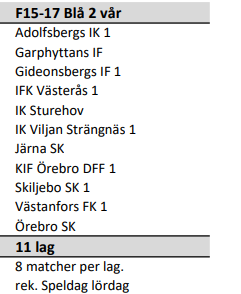 F15-17 Blå 2 vår
Adolfsbergs IK 1
Garphyttans IF
Gideonsbergs IF 1
IFK Västerås 1
IK Sturehov
IK Viljan Strängnäs 1
Järna SK
KIF Örebro DFF 1
Skiljebo SK 1
Västanfors FK 1
Örebro SK
11 lag
8 matcher per lag.
rek. Speldag lördag